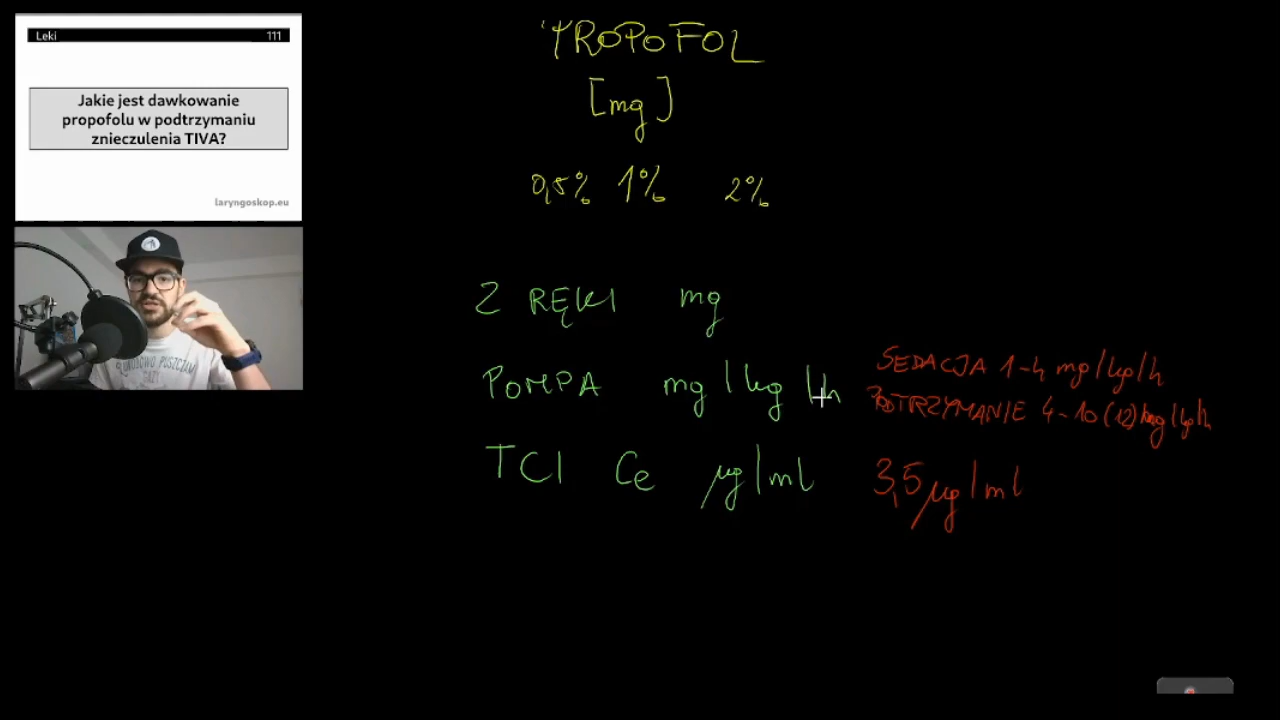 Leki 111
Jakie jest dawkowanie
propofolu w podtrzymaniu
znieczulenia TIVA?
laryngoskop.eu
PROPOFOL
[mg]
0,5% 1% 2%
Z RĘKI mg
POMPA mg/kg/h
SEDACJA 1-4 mg/kg/h
PODTRZYMANIE 4-10(12) mg/kg/h
TCI Ce µg/ml 3,5 µg/ml